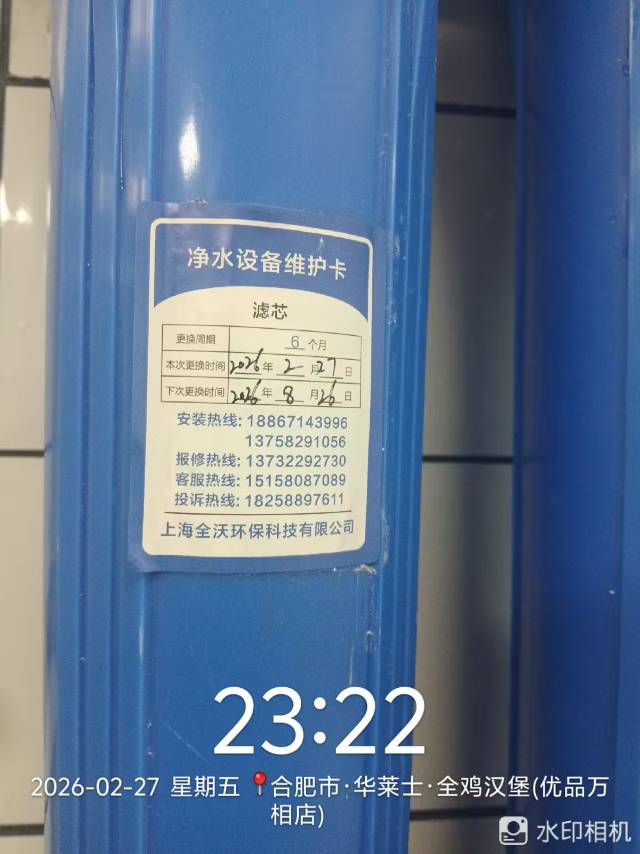 净水设备维护卡
滤芯
更换周期 6 个月
本次更换时间 2026 年 2 月 27 日
下次更换时间 2026 年 8 月 26 日
安装热线: 18867143996
13758291056
报修热线: 13732292730
客服热线: 15158087089
投诉热线: 18258897611
上海全沃环保科技有限公司
23:22
2026-02-27 星期五 合肥市·华莱士·全鸡汉堡(优品万
相店)
水印相机